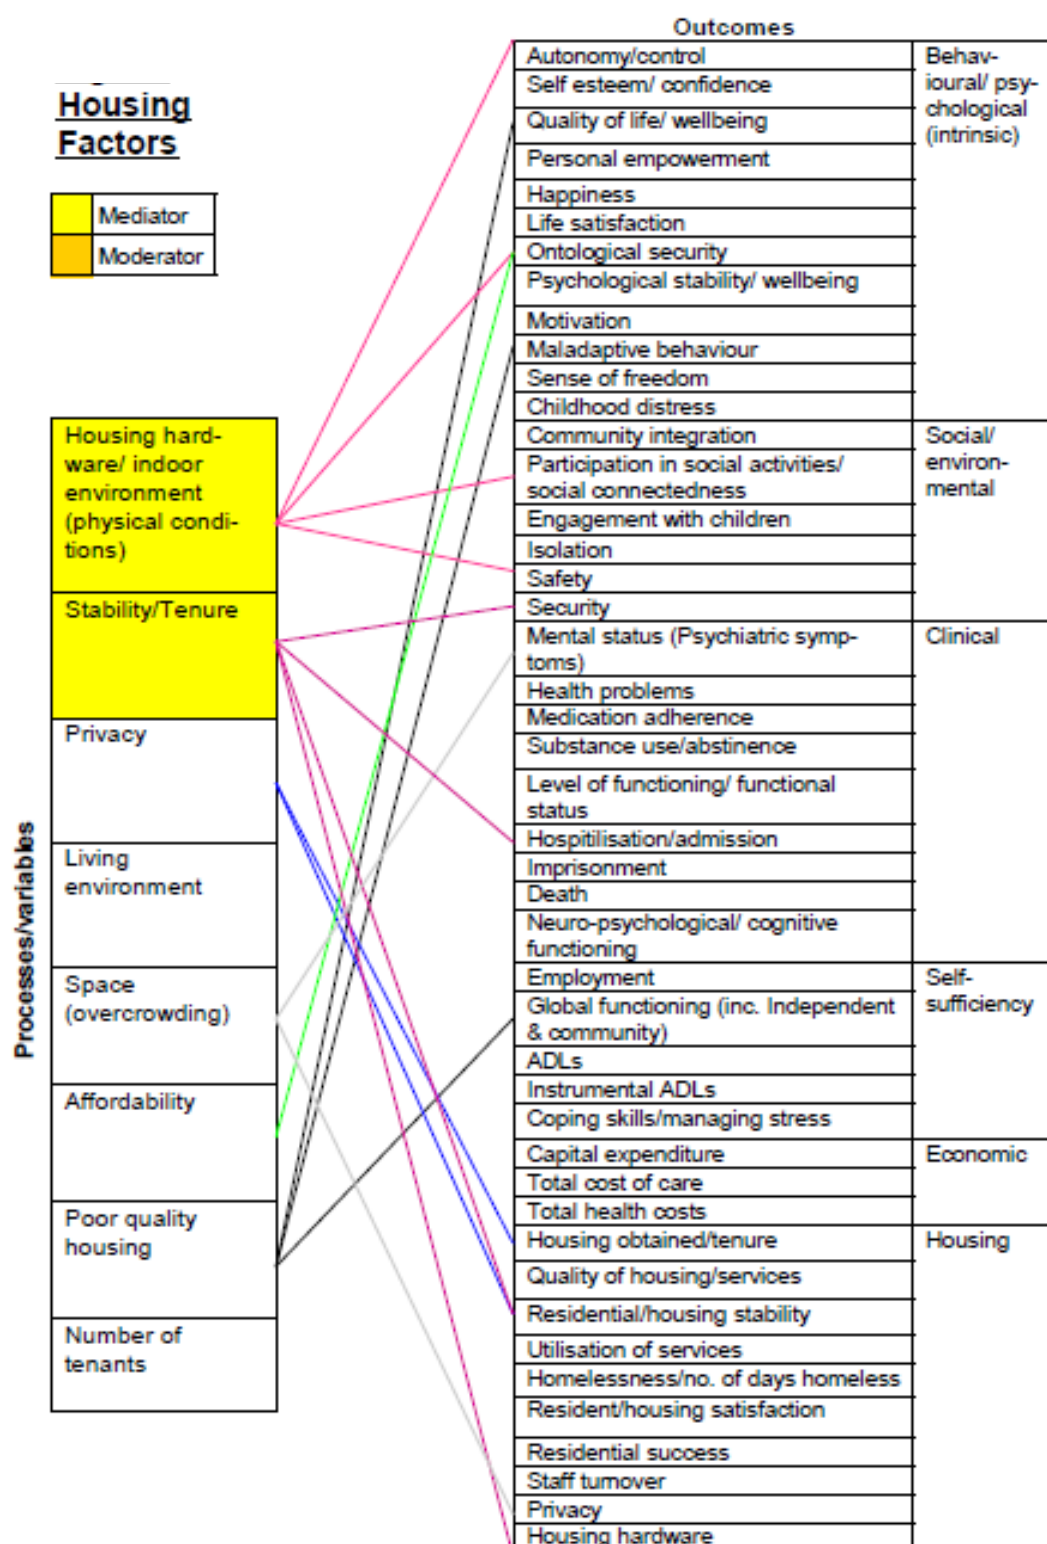 Outcomes
Housing
Factors
Mediator
Moderator
Processes/variables
Housing hard-
ware/ indoor
environment
(physical condi-
tions)
Stability/Tenure
Privacy
Living
environment
Space
(overcrowding)
Affordability
Poor quality
housing
Number of
tenants
Autonomy/control
Self esteem/ confidence
Quality of life/ wellbeing
Personal empowerment
Happiness
Life satisfaction
Ontological security
Psychological stability/ wellbeing
Motivation
Maladaptive behaviour
Sense of freedom
Childhood distress
Behav-
ioural/ psy-
chological
(intrinsic)
Community integration
Participation in social activities/
social connectedness
Engagement with children
Isolation
Safety
Security
Social/
environ-
mental
Mental status (Psychiatric symp-
toms)
Health problems
Medication adherence
Substance use/abstinence
Level of functioning/ functional
status
Hospitilisation/admission
Imprisonment
Death
Neuro-psychological/ cognitive
functioning
Clinical
Employment
Global functioning (inc. Independent
& community)
ADLs
Instrumental ADLs
Coping skills/managing stress
Self-
sufficiency
Capital expenditure
Total cost of care
Total health costs
Economic
Housing obtained/tenure
Quality of housing/services
Residential/housing stability
Utilisation of services
Homelessness/no. of days homeless
Resident/housing satisfaction
Residential success
Staff turnover
Privacy
Housing hardware
Housing